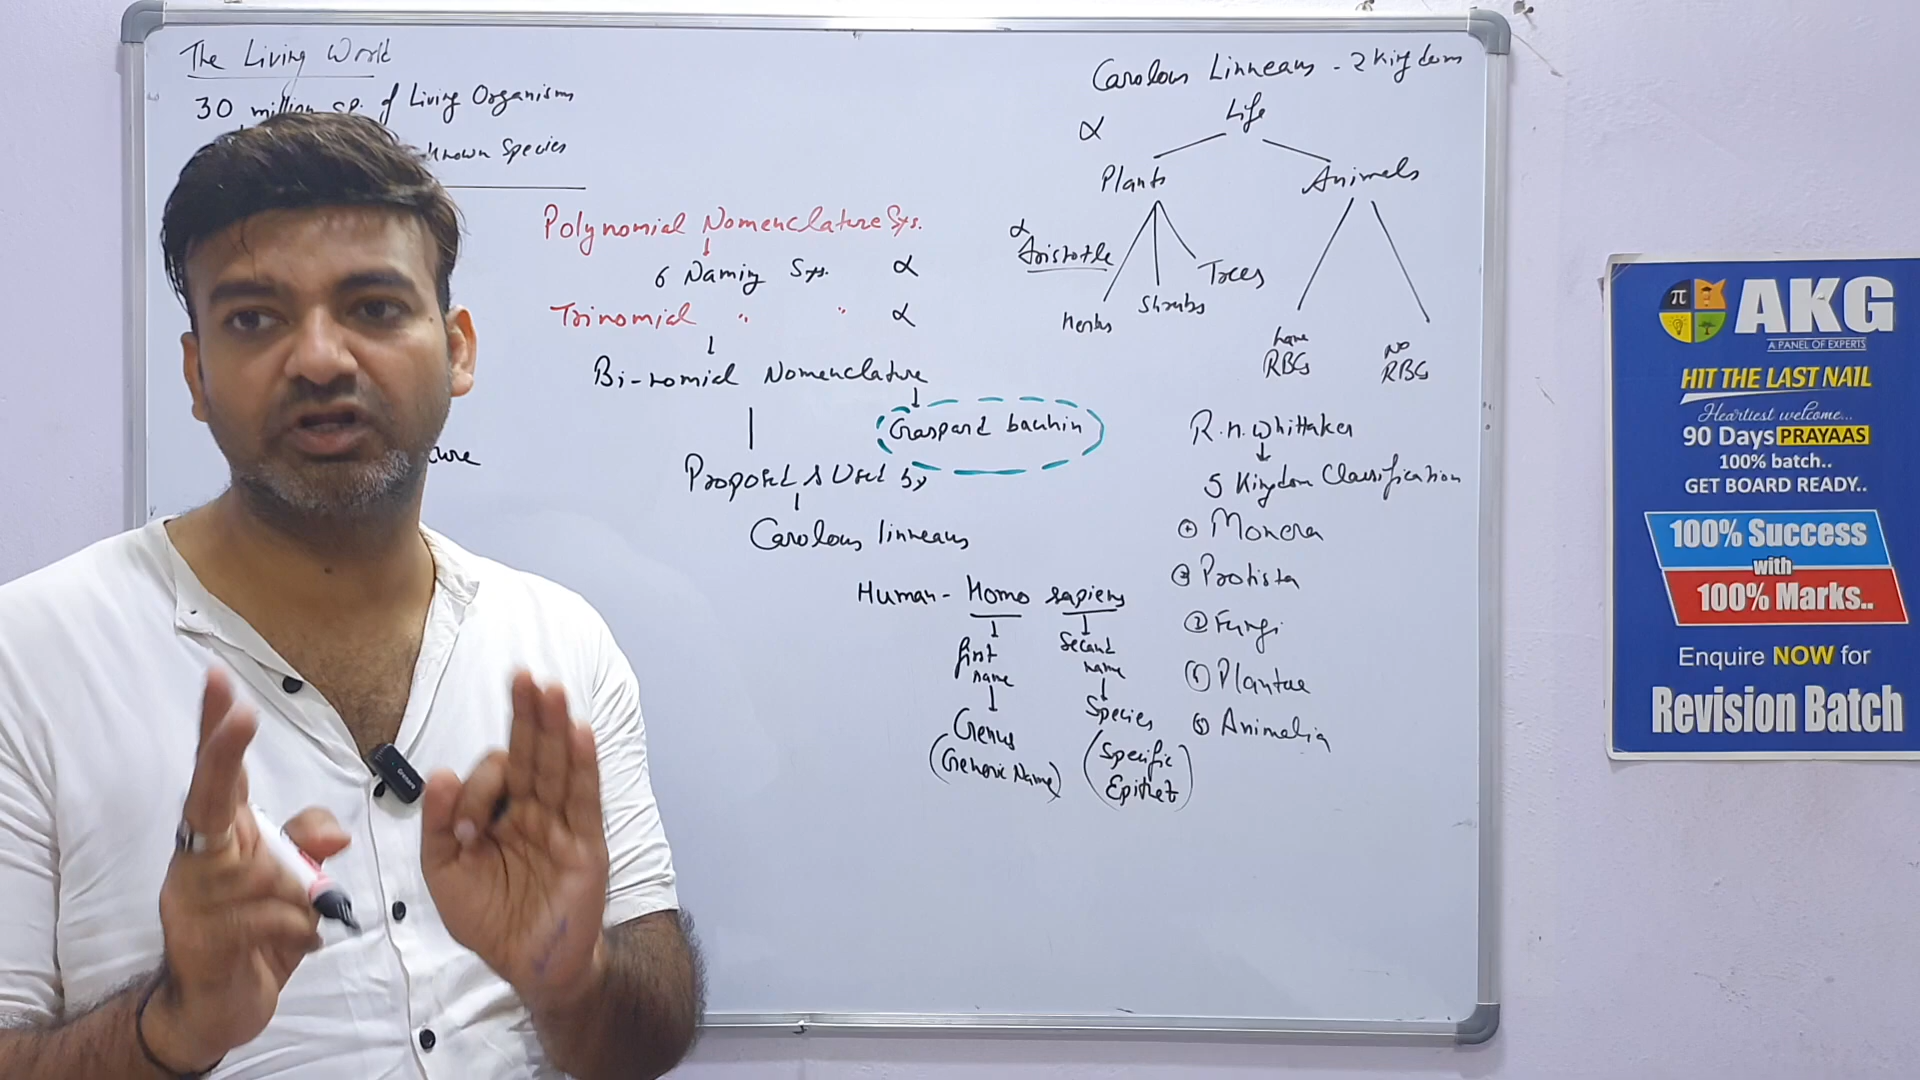 The Living World
30 million sp. of Living Organisms
known Species
Polynomial Nomenclature Sys.
6 Naming Sys. α
Trinomial " " α
Bi-nomial Nomenclature
Gaspard bauhin
Proposed & Used by
Carolous linneaus
Human - Homo sapiens
first name
Second name
Genus
(Generic Name)
Species
(Specific Epithet)
Carolous Linneaus - 2 Kingdoms
Life
α
Plants
Animals
α
Aristotle
Herbs
Shrubs
Trees
have RBCs
no RBCs
R.H. Whittaker
5 Kingdom Classification
Monera
Protista
Fungi
Plantae
⑤ Animalia
π
AKG
A PANEL OF EXPERTS
HIT THE LAST NAIL
Heartiest welcome...
90 Days PRAYAAS
100% batch..
GET BOARD READY..
100% Success
with
100% Marks..
Enquire NOW for
Revision Batch